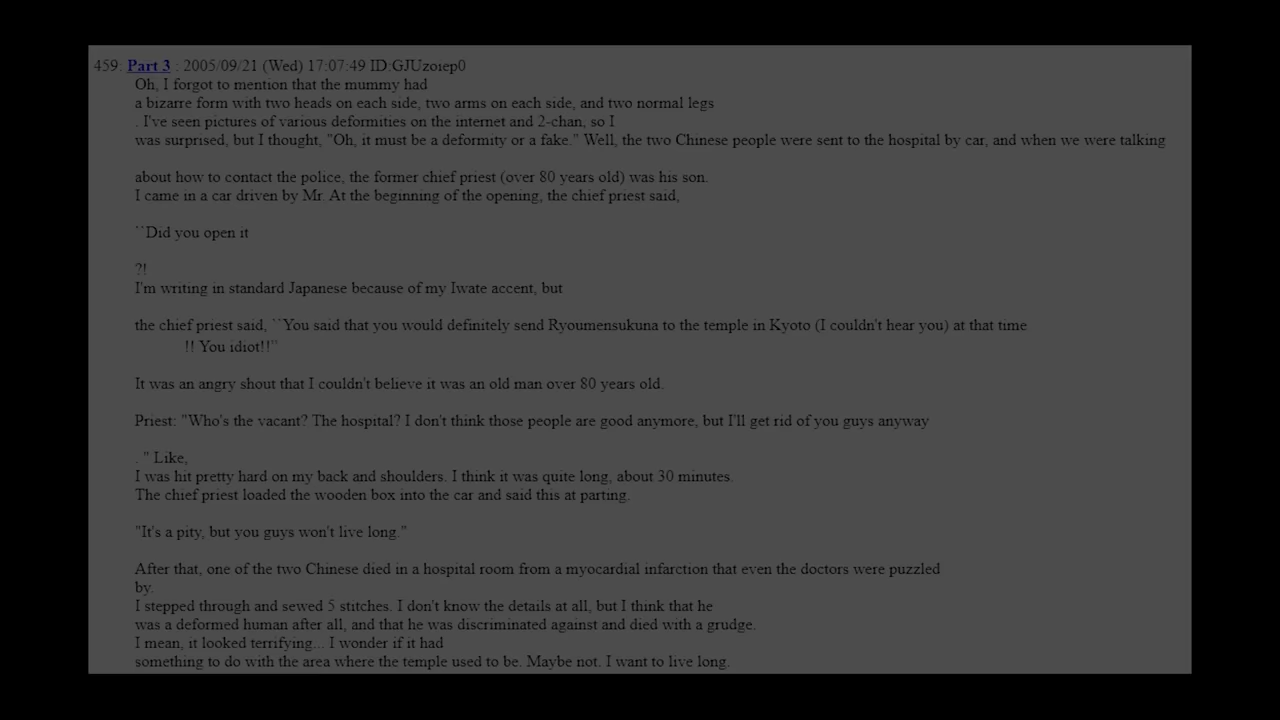 459: Part 3 : 2005/09/21 (Wed) 17:07:49 ID:GJUzoıep0
Oh, I forgot to mention that the mummy had
a bizarre form with two heads on each side, two arms on each side, and two normal legs
. I've seen pictures of various deformities on the internet and 2-chan, so I
was surprised, but I thought, "Oh, it must be a deformity or a fake." Well, the two Chinese people were sent to the hospital by car, and when we were talking
about how to contact the police, the former chief priest (over 80 years old) was his son.
I came in a car driven by Mr. At the beginning of the opening, the chief priest said,
``Did you open it
?!
I'm writing in standard Japanese because of my Iwate accent, but
the chief priest said, ``You said that you would definitely send Ryoumensukuna to the temple in Kyoto (I couldn't hear you) at that time
!! You idiot!!''
It was an angry shout that I couldn't believe it was an old man over 80 years old.
Priest: "Who's the vacant? The hospital? I don't think those people are good anymore, but I'll get rid of you guys anyway
. " Like,
I was hit pretty hard on my back and shoulders. I think it was quite long, about 30 minutes.
The chief priest loaded the wooden box into the car and said this at parting.
"It's a pity, but you guys won't live long."
After that, one of the two Chinese died in a hospital room from a myocardial infarction that even the doctors were puzzled
by.
I stepped through and sewed 5 stitches. I don't know the details at all, but I think that he
was a deformed human after all, and that he was discriminated against and died with a grudge.
I mean, it looked terrifying... I wonder if it had
something to do with the area where the temple used to be. Maybe not. I want to live long.